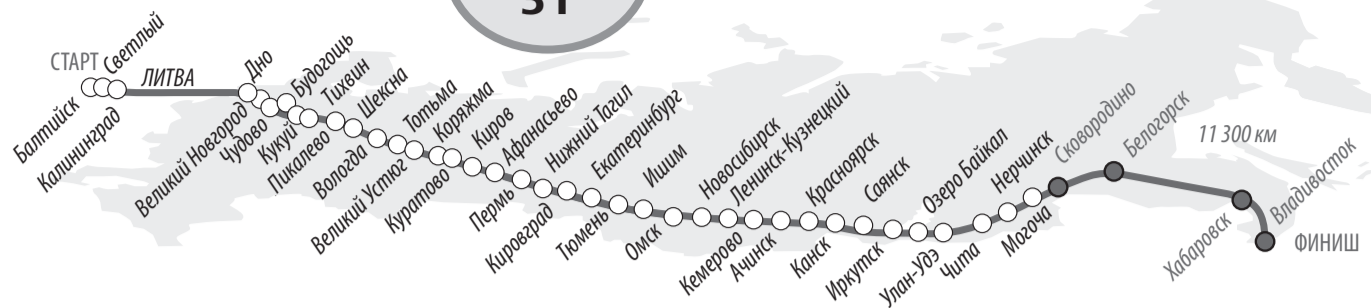 31
СТАРТ
Балтийск
Светлый
Калининград
ЛИТВА
Дно
Великий Новгород
Чудово
Будогощь
Кукуй
Тихвин
Пикалево
Шексна
Вологда
Тотьма
Великий Устюг
Коряжма
Куратово
Киров
Афанасьево
Пермь
Нижний Тагил
Кировград
Екатеринбург
Тюмень
Ишим
Омск
Новосибирск
Ленинск-Кузнецкий
Кемерово
Ачинск
Красноярск
Канск
Саянск
Иркутск
Озеро Байкал
Улан-Удэ
Чита
Нерчинск
Могоча
Сковородино
Белогорск
11 300 км
Хабаровск
Владивосток
ФИНИШ